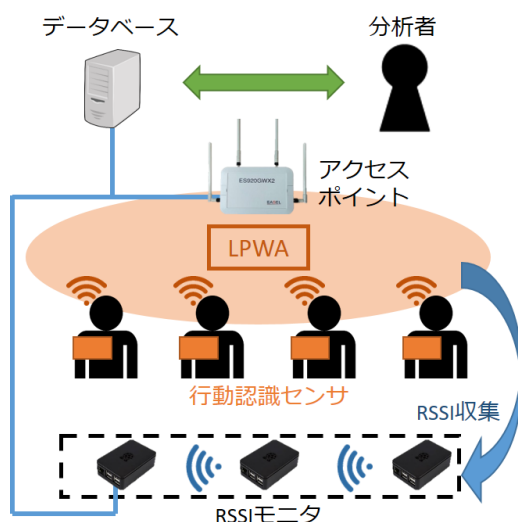 データベース
分析者
ES920GWX2
アクセス
ポイント
LPWA
行動認識センサ
RSSI収集
RSSIモニタ